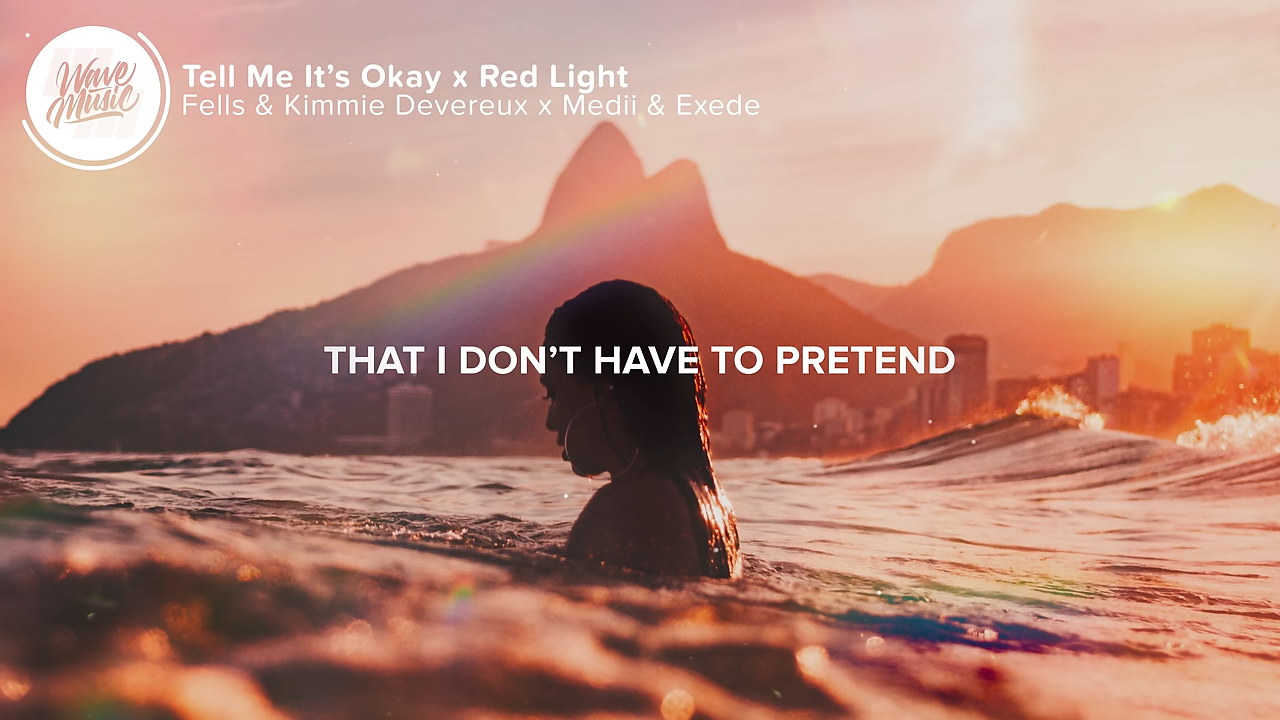 Wave
Music
Tell Me It's Okay x Red Light
Fells & Kimmie Devereux x Medii & Exede
THAT I DON'T HAVE TO PRETEND